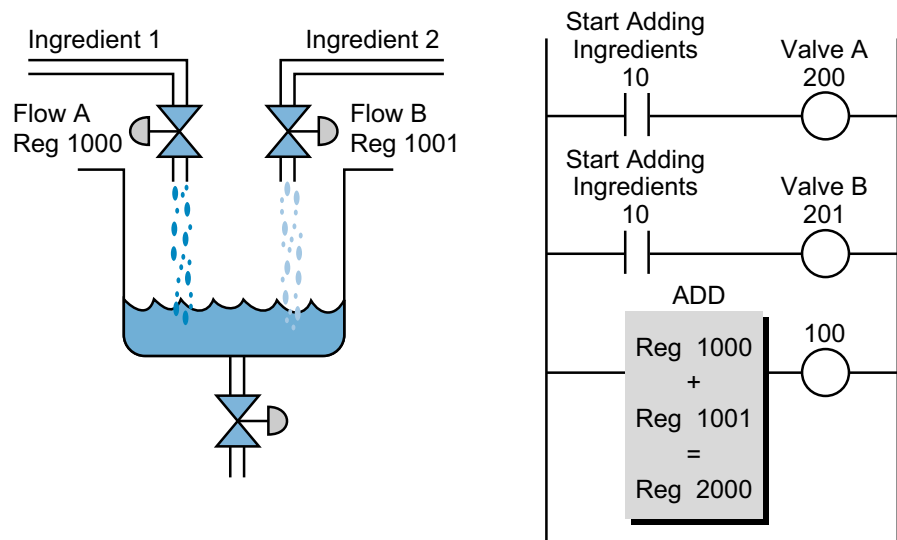 Ingredient 1
Ingredient 2
Flow A
Reg 1000
Flow B
Reg 1001
Start Adding
Ingredients
10
Valve A
200
Start Adding
Ingredients
10
Valve B
201
ADD
Reg 1000
+
Reg 1001
=
Reg 2000
100